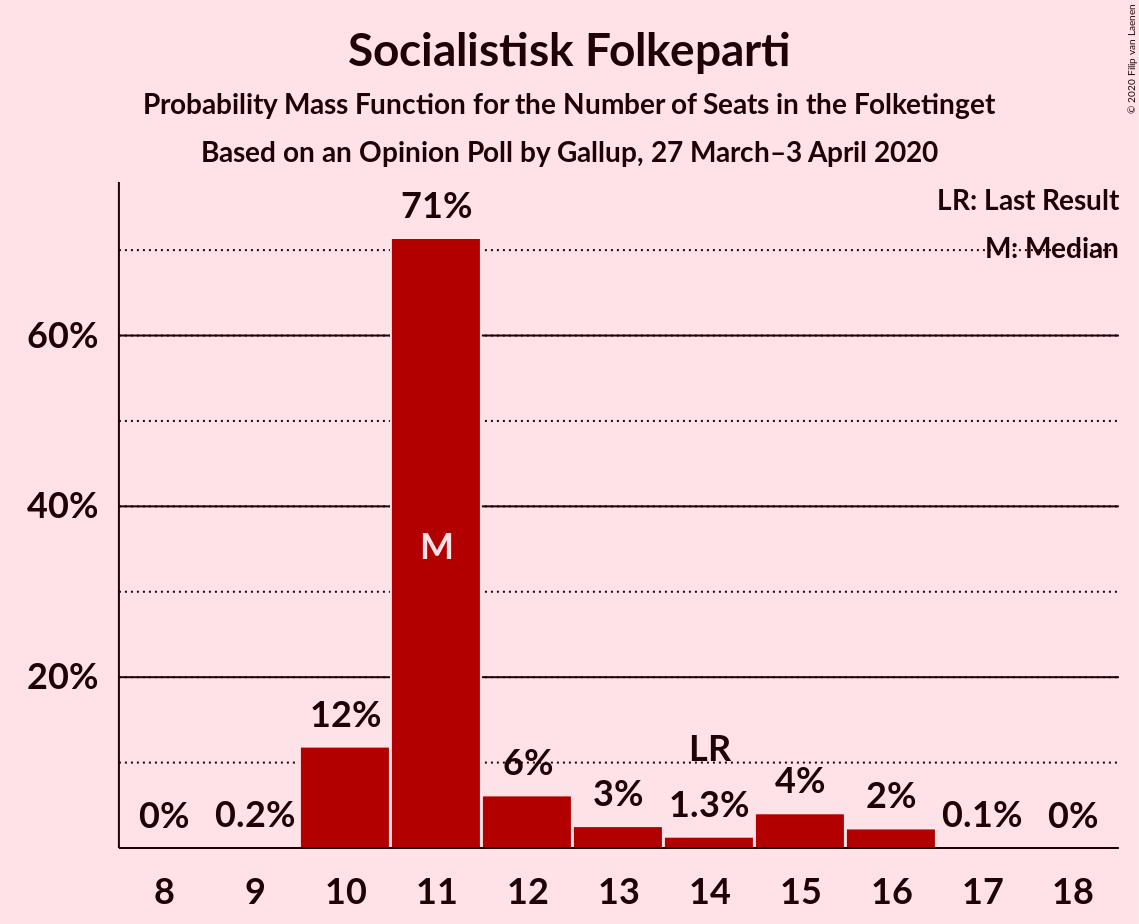 Socialistisk Folkeparti
Probability Mass Function for the Number of Seats in the Folketinget
Based on an Opinion Poll by Gallup, 27 March–3 April 2020
© 2020 Filip van Laenen
LR: Last Result
M: Median
60%
40%
20%
0%
0.2%
12%
71%
M
6%
3%
LR
1.3%
4%
2%
0.1%
0%
8 9 10 11 12 13 14 15 16 17 18